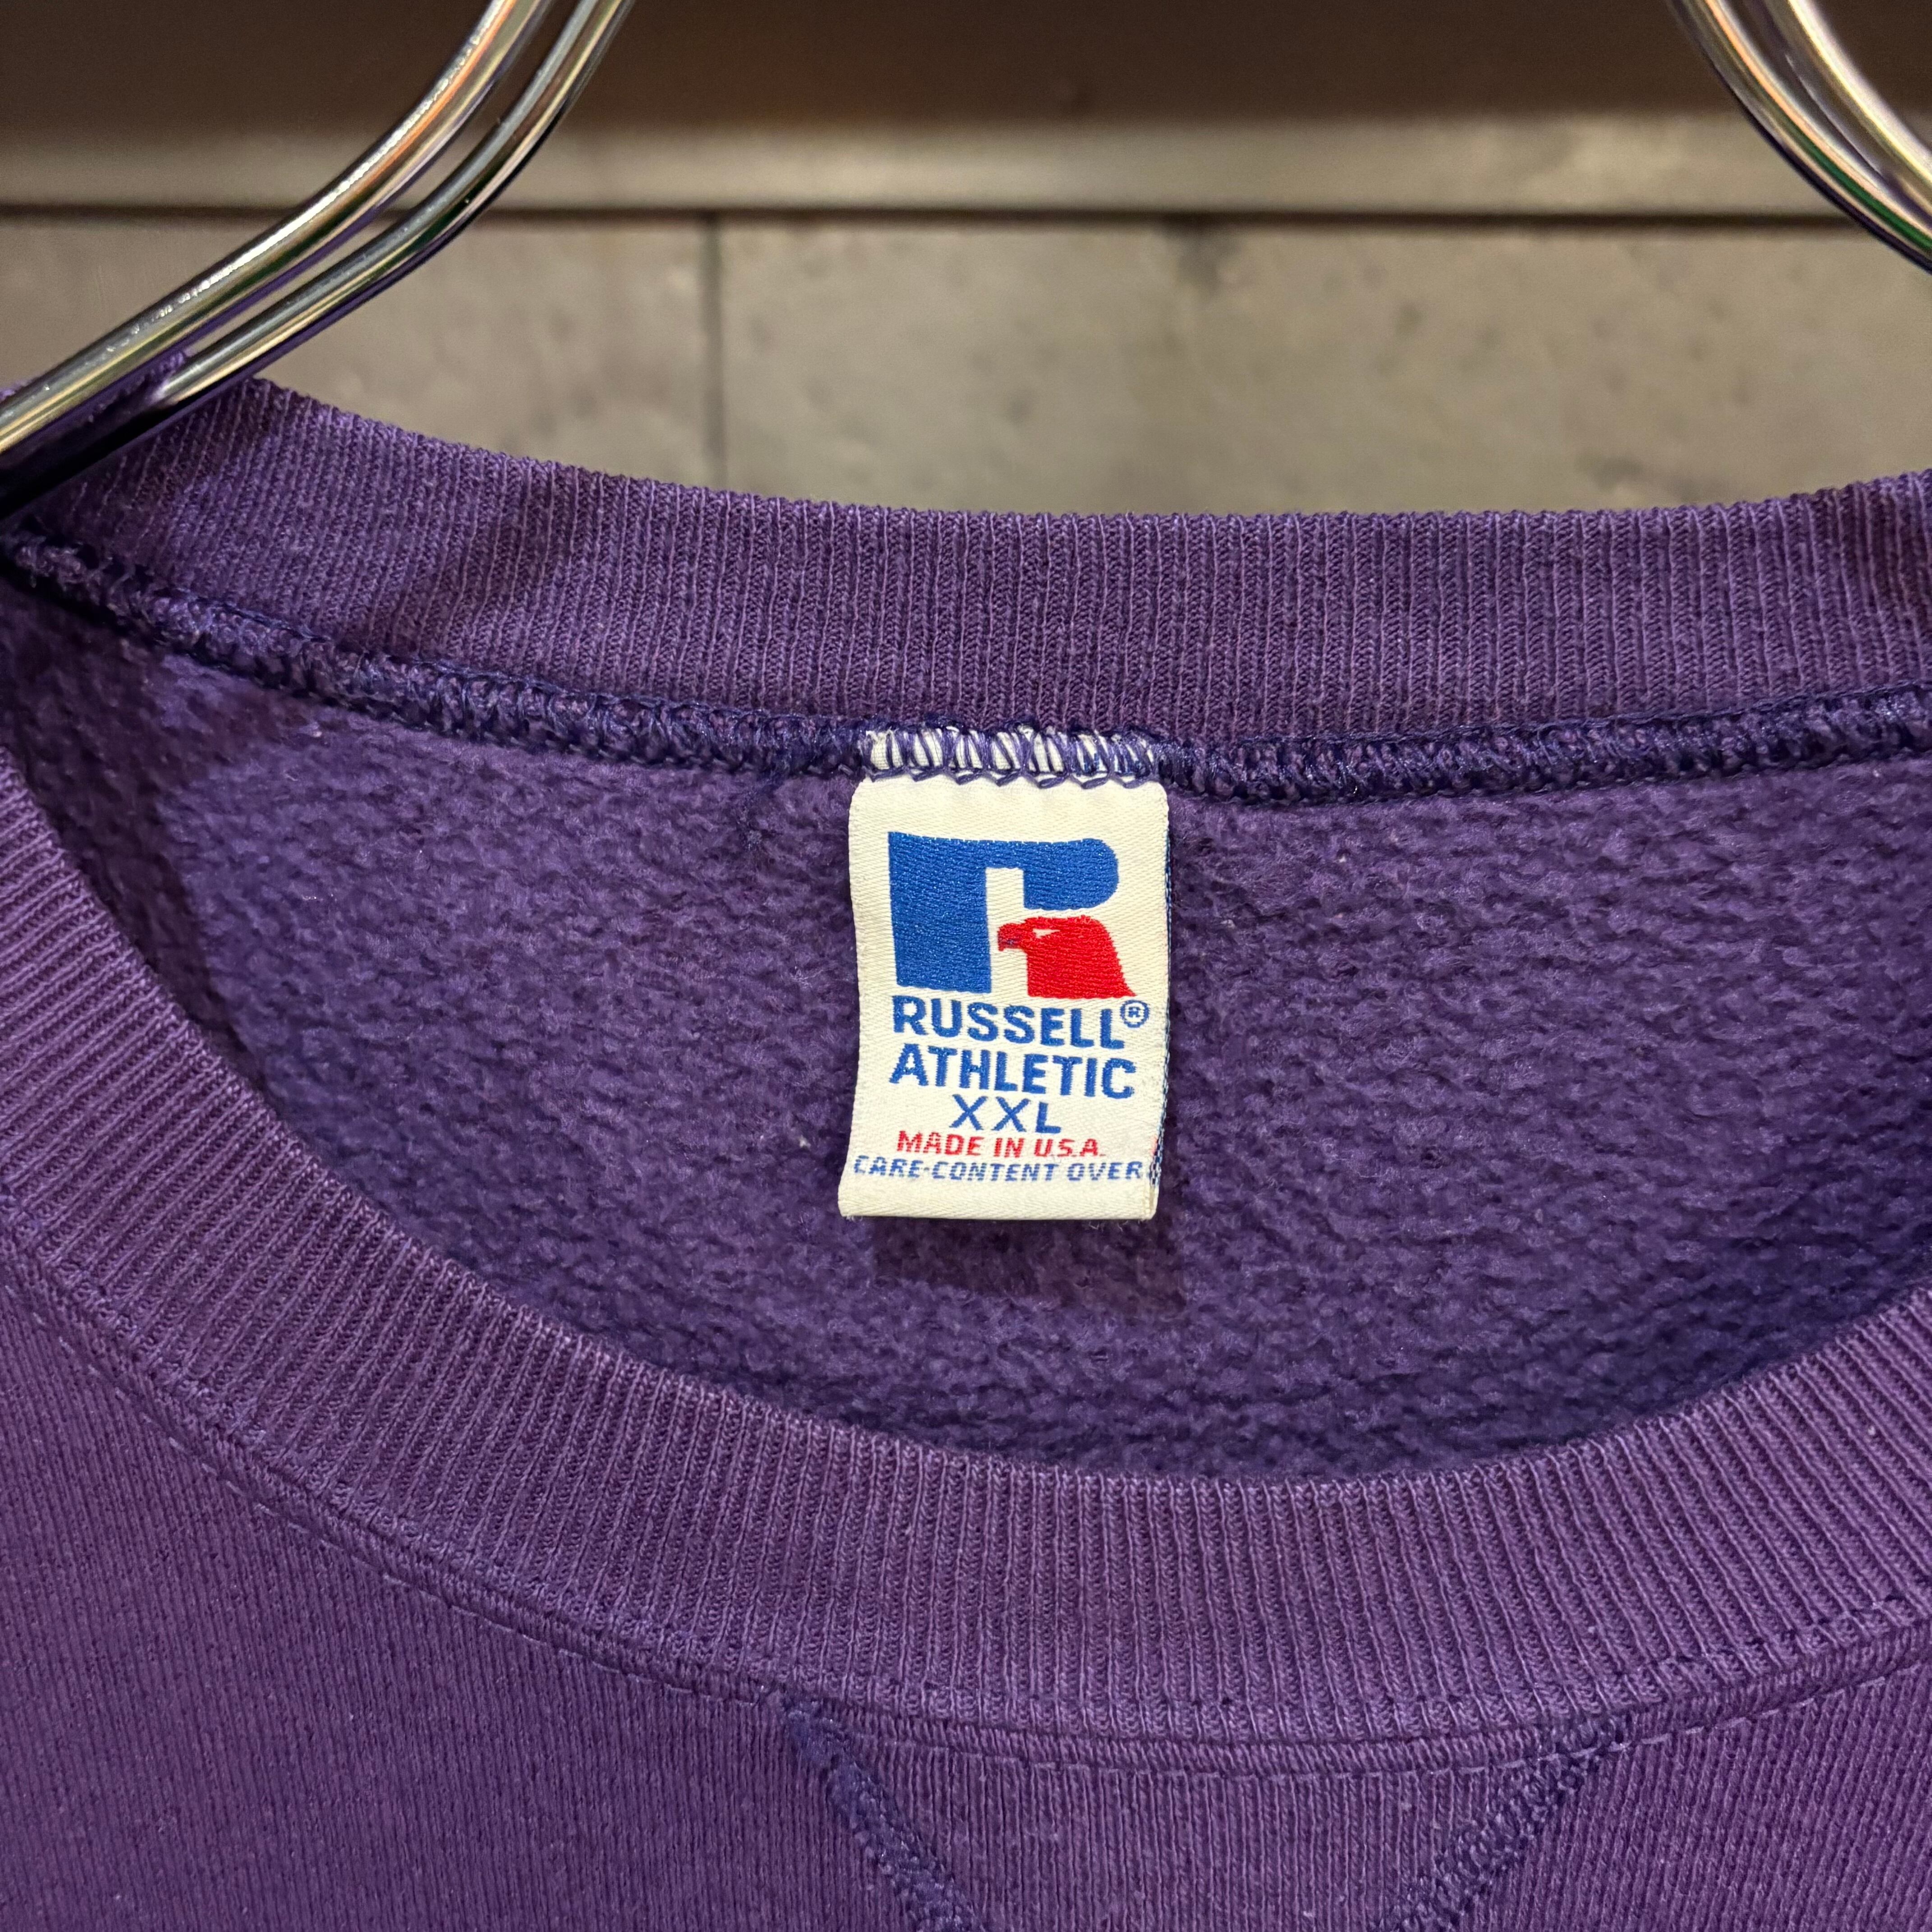 R
RUSSELL®
ATHLETIC
XXL
MADE IN U.S.A.
CARE-CONTENT OVER